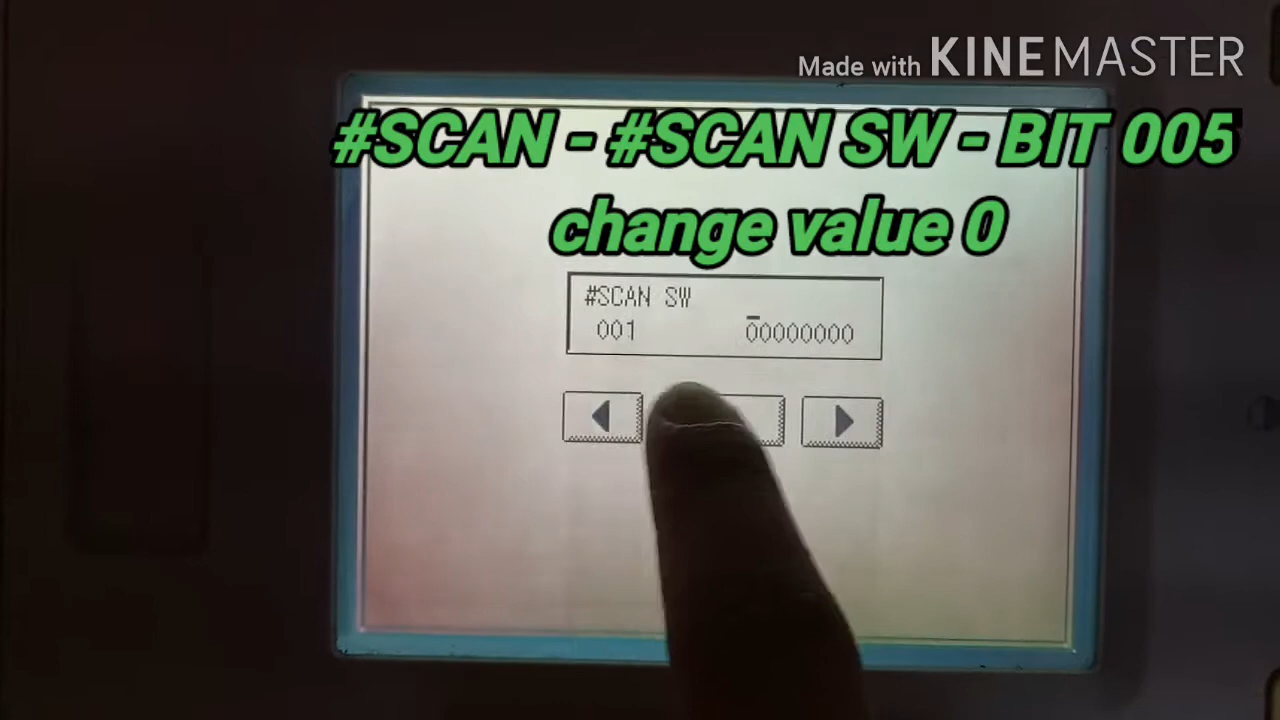 Made with KINEMASTER
#SCAN - #SCAN SW - BIT 005
change value 0
#SCAN SW
001 00000000